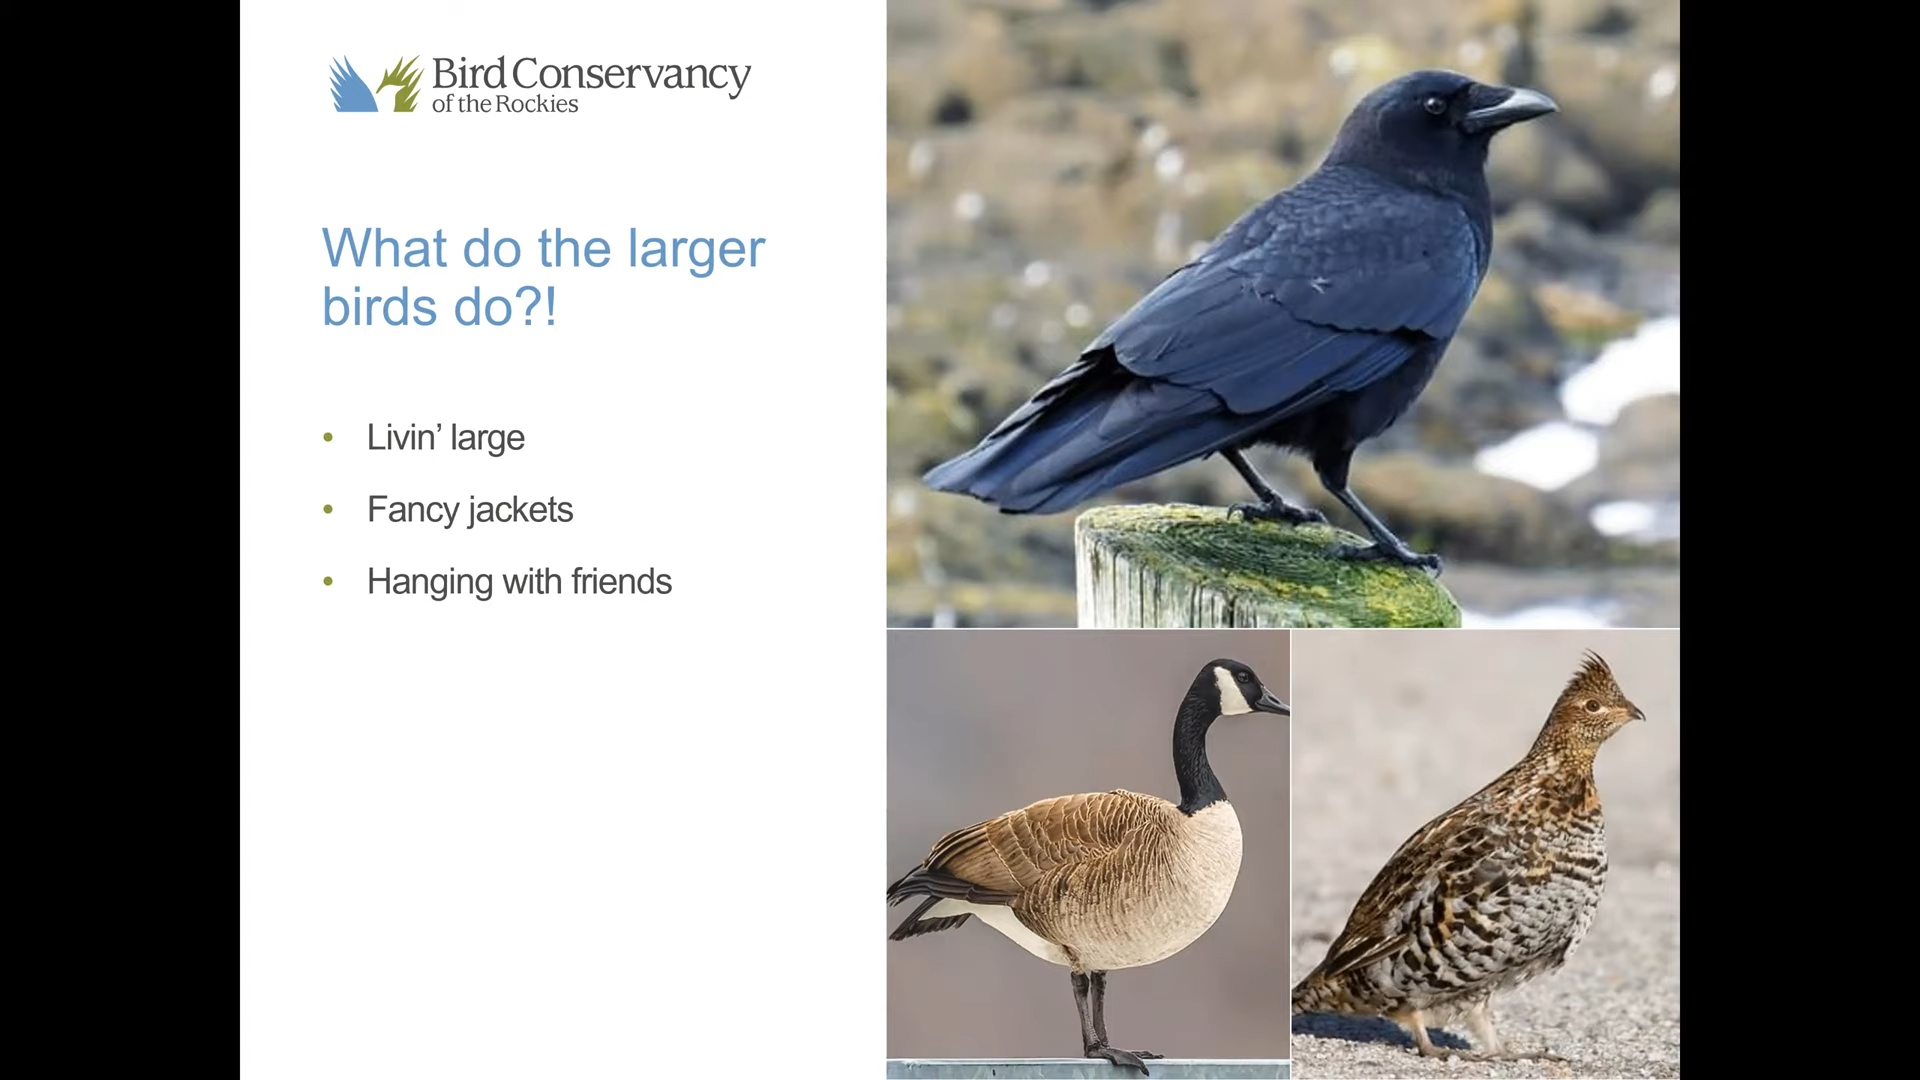 Bird Conservancy
of the Rockies
What do the larger
birds do?!
• Livin’ large
• Fancy jackets
• Hanging with friends